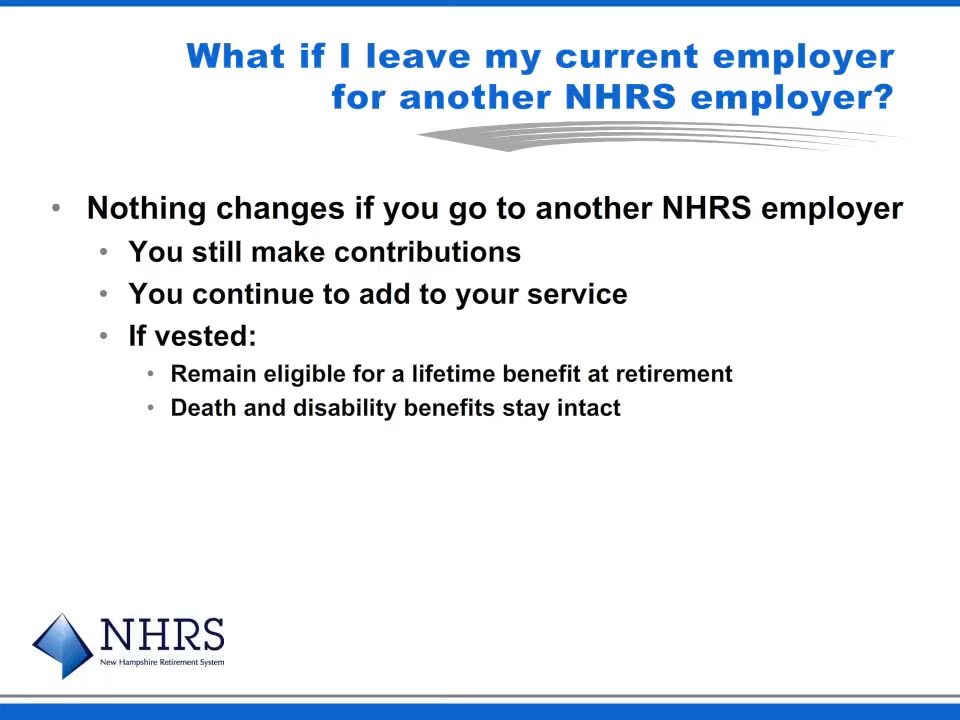 What if I leave my current employer
for another NHRS employer?
• Nothing changes if you go to another NHRS employer
• You still make contributions
• You continue to add to your service
• If vested:
• Remain eligible for a lifetime benefit at retirement
• Death and disability benefits stay intact
NHRS
New Hampshire Retirement System